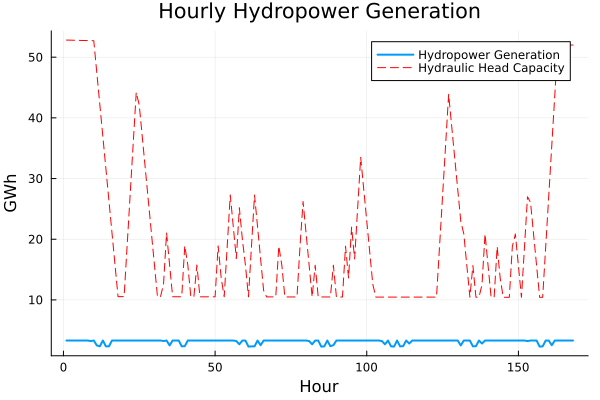 Hourly Hydropower Generation
Hydropower Generation
Hydraulic Head Capacity
GWh
50
40
30
20
10
0
50
100
150
Hour